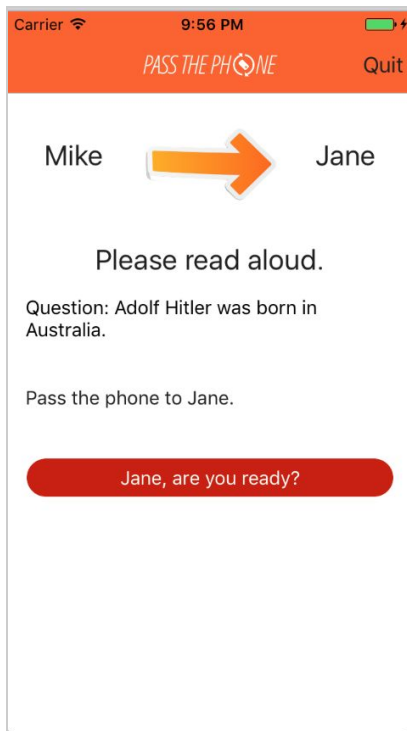 Carrier 9:56 PM
PASS THE PHONE Quit
Mike Jane
Please read aloud.
Question: Adolf Hitler was born in
Australia.
Pass the phone to Jane.
Jane, are you ready?